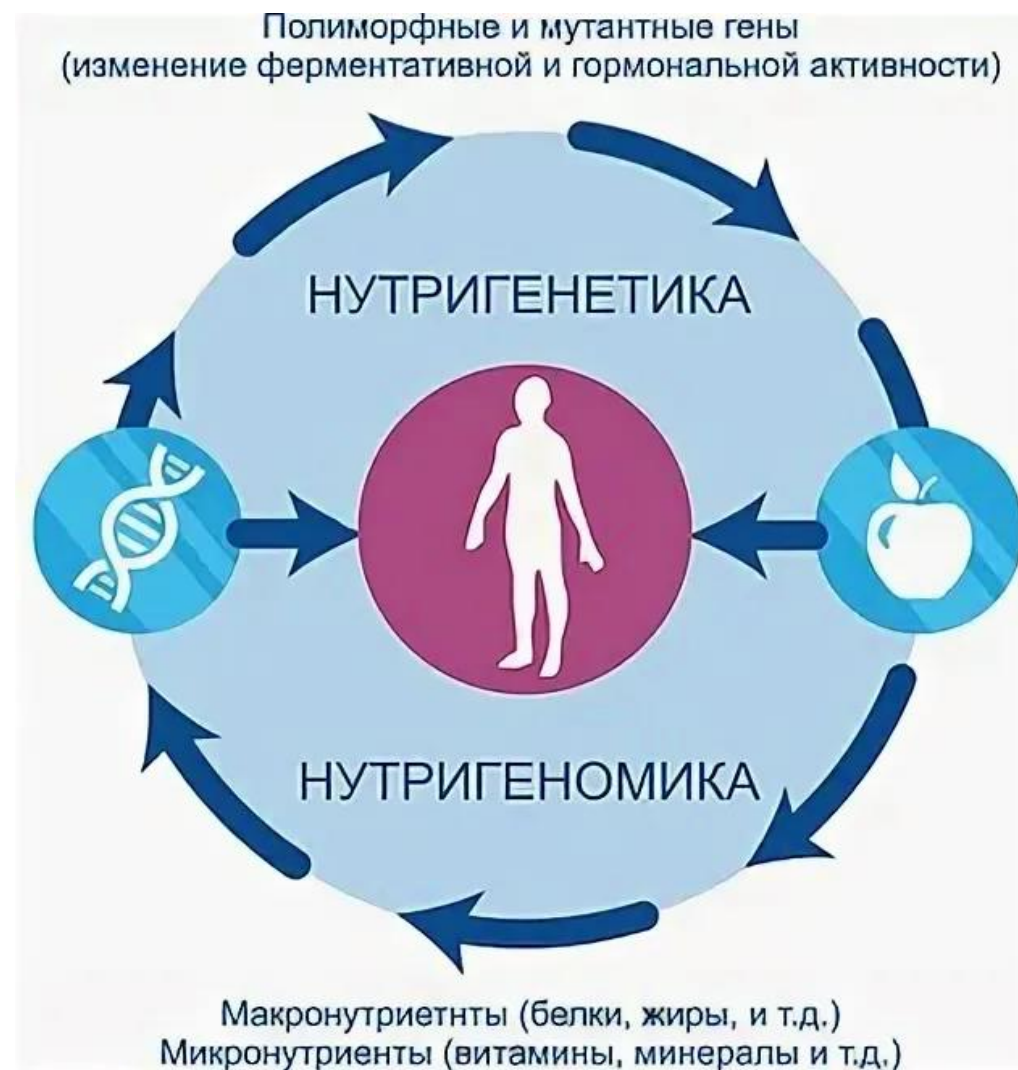 Полиморфные и мутантные гены
(изменение ферментативной и гормональной активности)
НУТРИГЕНЕТИКА
НУТРИГЕНОМИКА
Макронутриетнты (белки, жиры, и т.д.)
Микронутриенты (витамины, минералы и т.д.)